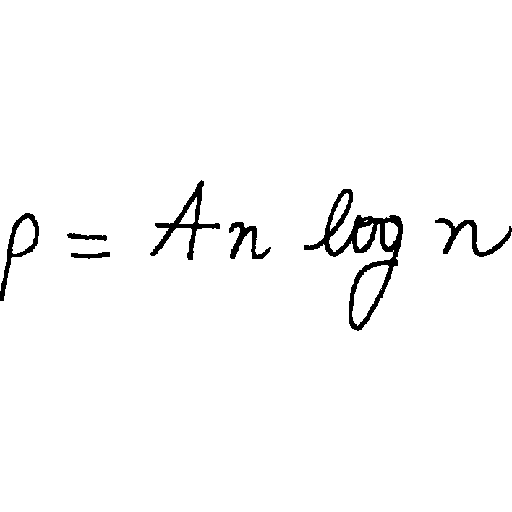 ρ = An log n